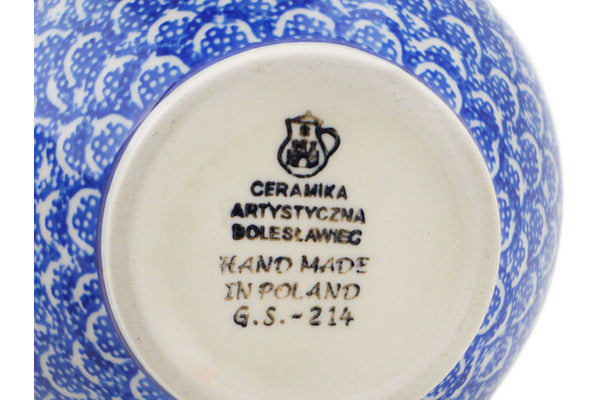 CERAMIKA
ARTYSTYCZNA
BOLESŁAWIEC
HAND MADE
IN POLAND
G.S.-214